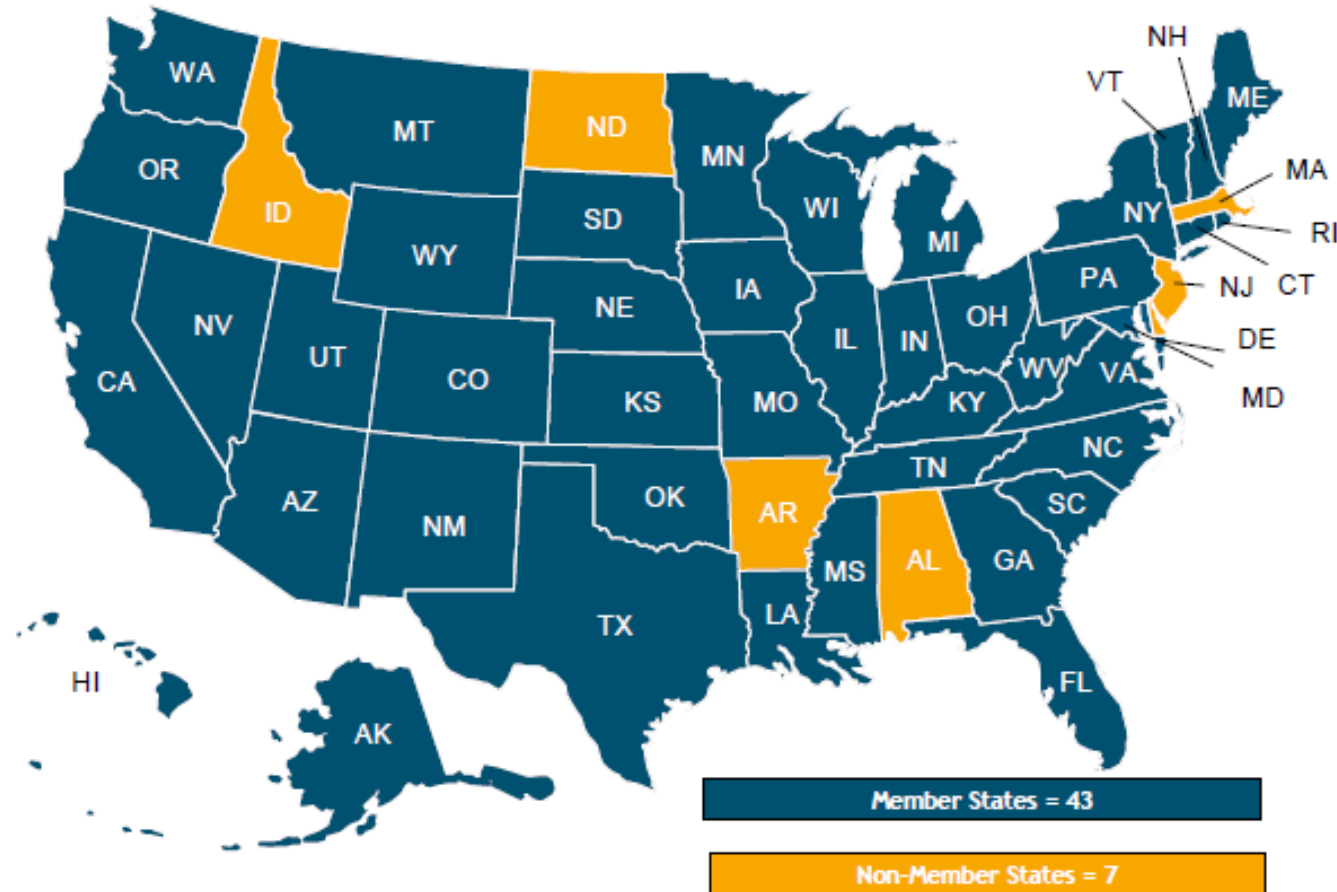 NH
VT
ME
WA
MT
ND
MN
OR
MA
ID
SD
WI
NY
RI
MI
WY
PA
IA
NJ
CT
NE
OH
NV
IL
IN
DE
UT
WV
VA
CA
CO
MD
KS
MO
KY
NC
TN
AZ
OK
SC
AR
NM
GA
AL
MS
LA
TX
HI
FL
AK
Member States = 43
Non-Member States = 7